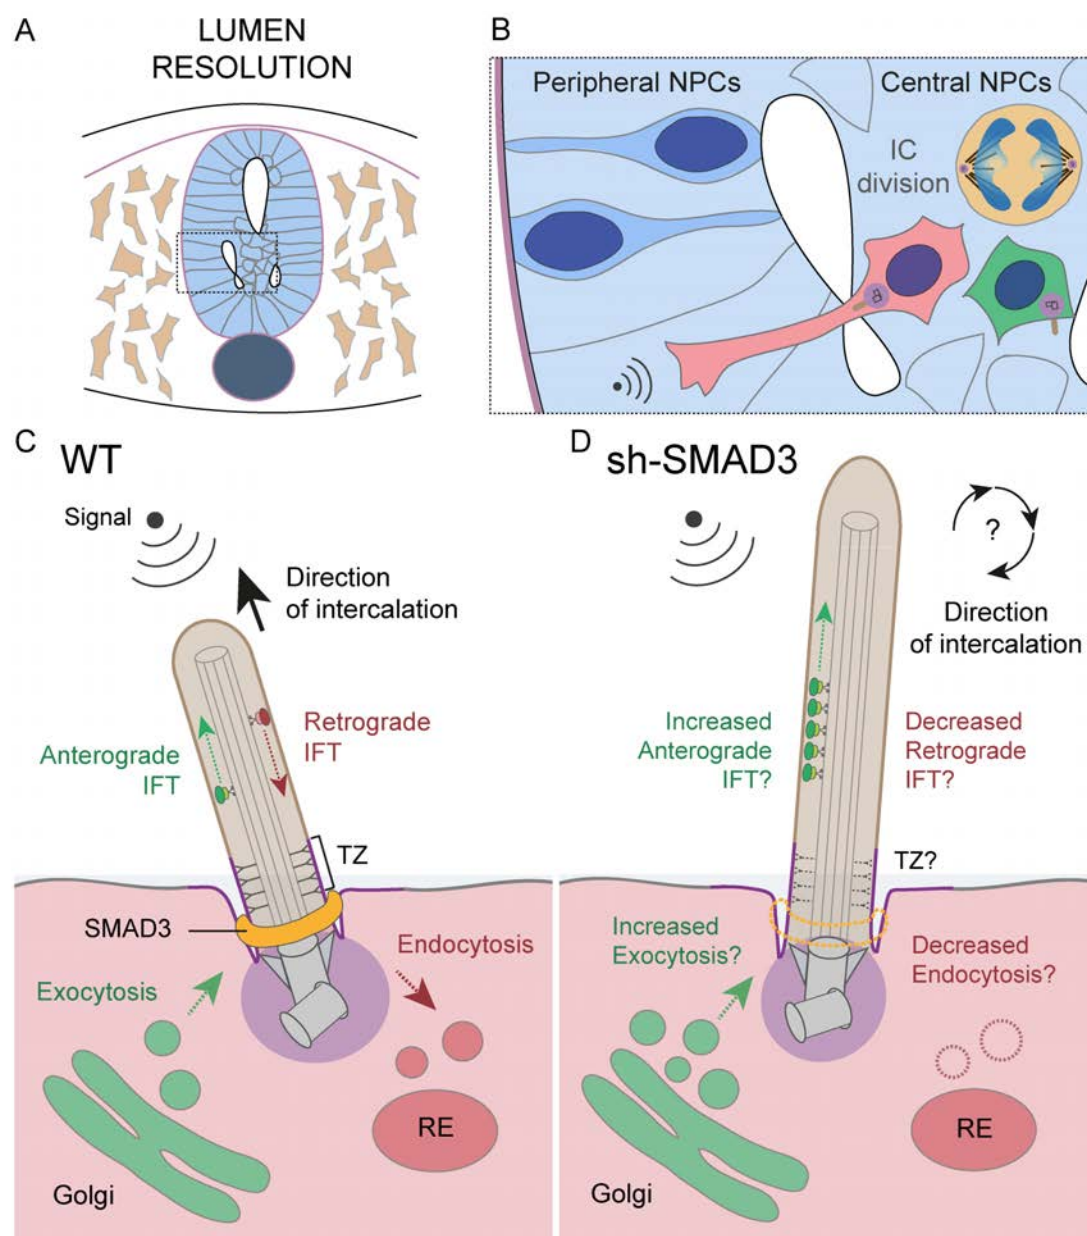 A
LUMEN
RESOLUTION
B
Peripheral NPCs
Central NPCs
IC
division
C
WT
Signal
Direction
of intercalation
Anterograde
IFT
Retrograde
IFT
TZ
SMAD3
Exocytosis
Endocytosis
RE
Golgi
D
sh-SMAD3
?
Direction
of intercalation
Increased
Anterograde
IFT?
Decreased
Retrograde
IFT?
TZ?
Increased
Exocytosis?
Decreased
Endocytosis?
RE
Golgi